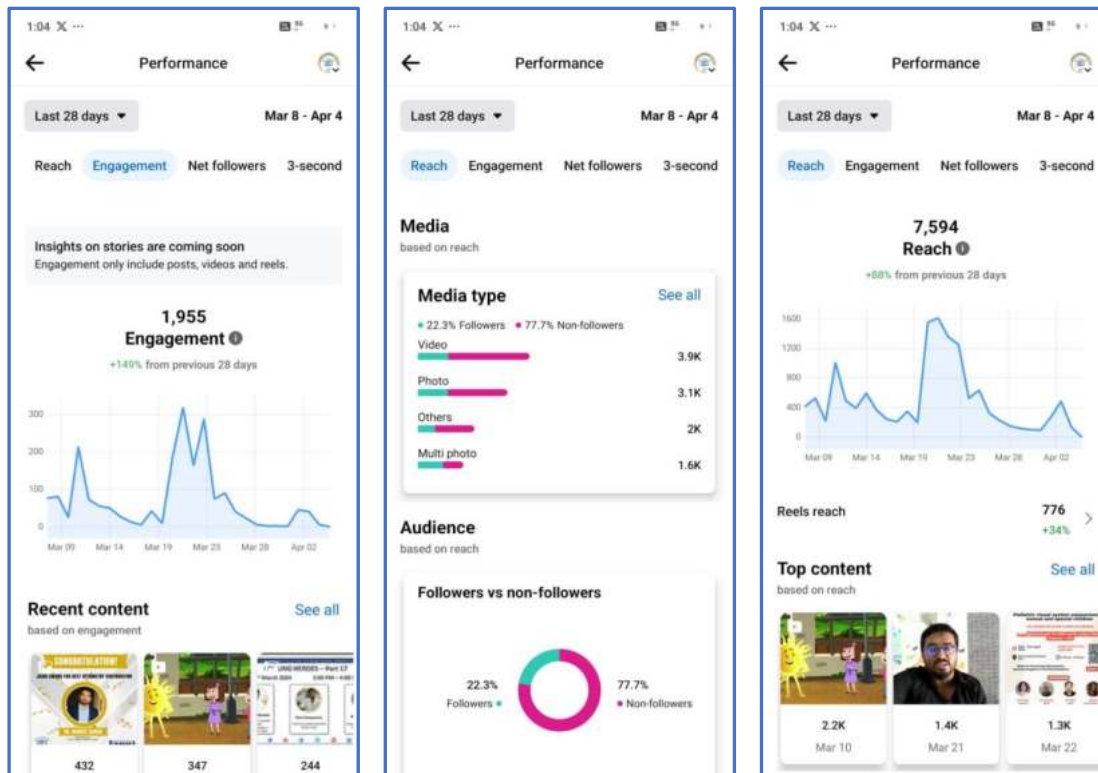 1:04 X ...
Performance
Last 28 days
Mar 8 - Apr 4
Reach Engagement Net followers 3-second
Insights on stories are coming soon
Engagement only include posts, videos and reels.
1,955
Engagement
+149% from previous 28 days
300
200
100
0
Mar 09 Mar 14 Mar 19 Mar 23 Mar 28 Apr 02
Recent content See all
based on engagement
CONGRATULATION!
432 347 244
1:04 X ...
Performance
Last 28 days
Mar 8 - Apr 4
Reach Engagement Net followers 3-second
Media
based on reach
Media type See all
22.3% Followers 77.7% Non-followers
Video
3.9K
Photo
3.1K
Others
2K
Multi photo
1.6K
Audience
based on reach
Followers vs non-followers
22.3%
Followers
77.7%
Non-followers
1:04 X ...
Performance
Last 28 days
Mar 8 - Apr 4
Reach Engagement Net followers 3-second
7,594
Reach
+88% from previous 28 days
1600
1200
800
400
0
Mar 09 Mar 14 Mar 19 Mar 23 Mar 28 Apr 02
Reels reach
776
+34%
Top content See all
based on reach
2.2K 1.4K 1.3K
Mar 10 Mar 21 Mar 22